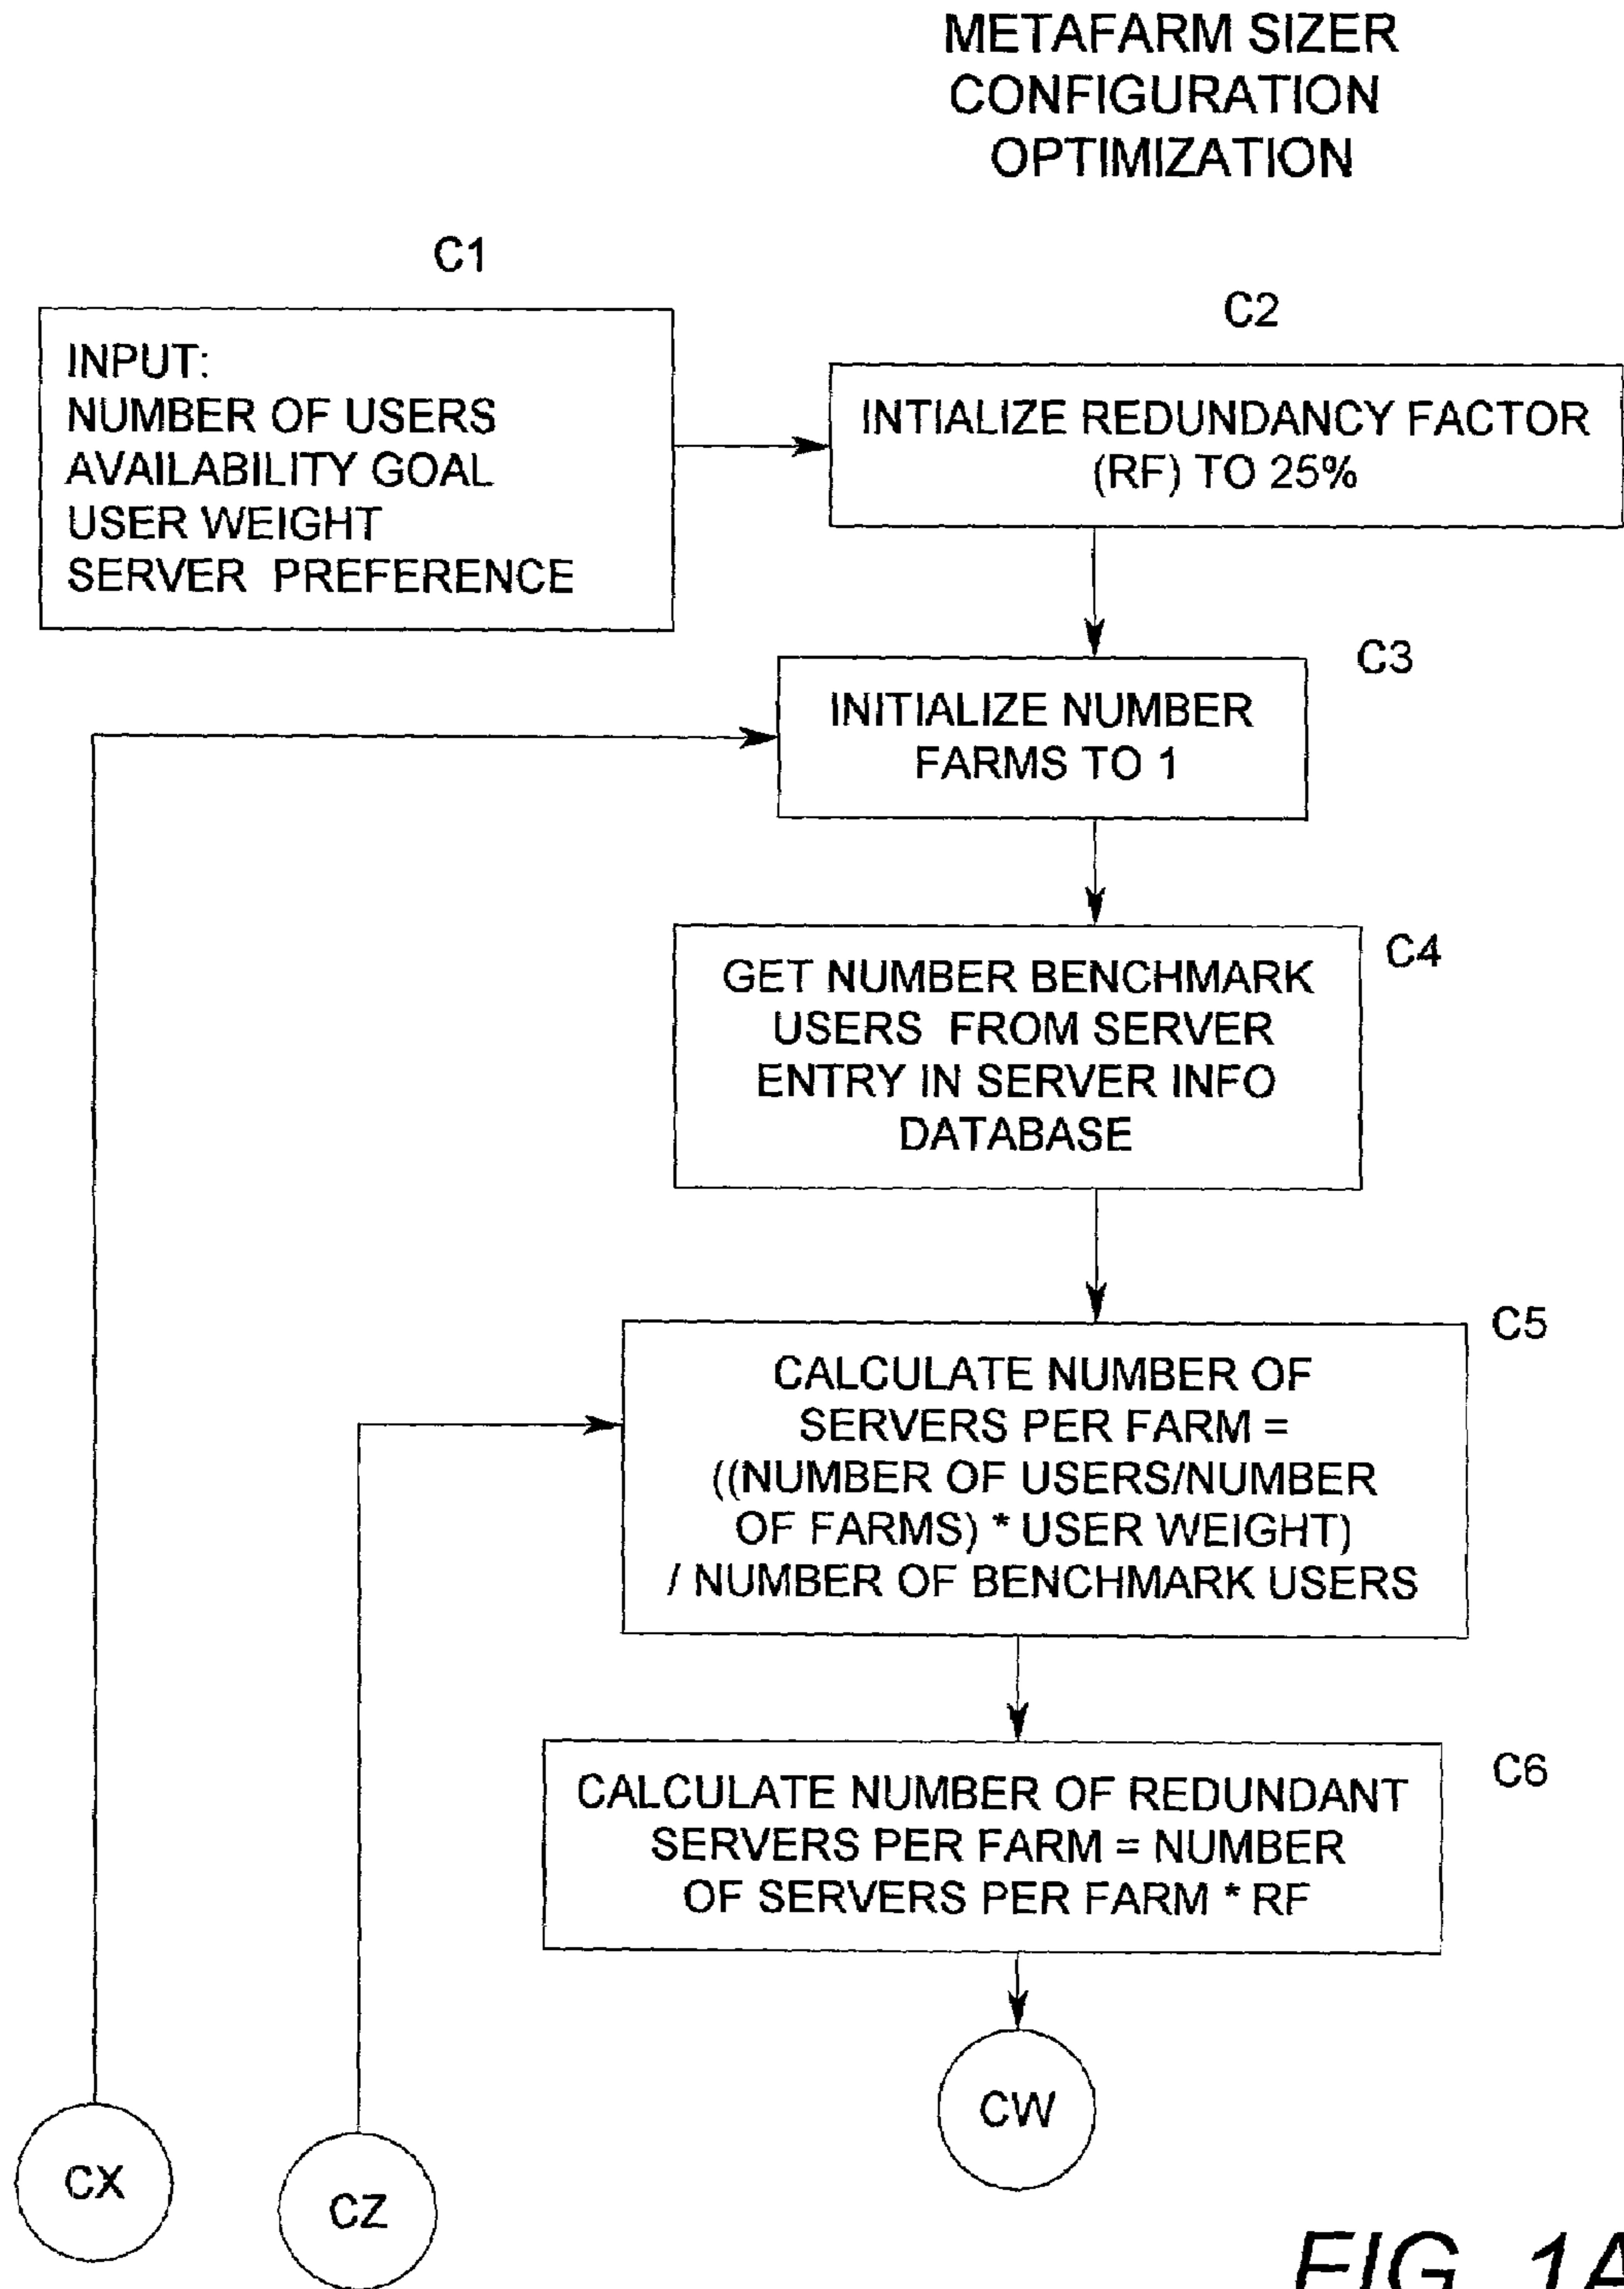 METAFARM SIZER
CONFIGURATION
OPTIMIZATION
C1
INPUT:
NUMBER OF USERS
AVAILABILITY GOAL
USER WEIGHT
SERVER PREFERENCE
C2
INTIALIZE REDUNDANCY FACTOR
(RF) TO 25%
C3
INITIALIZE NUMBER
FARMS TO 1
C4
GET NUMBER BENCHMARK
USERS FROM SERVER
ENTRY IN SERVER INFO
DATABASE
C5
CALCULATE NUMBER OF
SERVERS PER FARM =
((NUMBER OF USERS/NUMBER
OF FARMS) * USER WEIGHT)
/ NUMBER OF BENCHMARK USERS
C6
CALCULATE NUMBER OF REDUNDANT
SERVERS PER FARM = NUMBER
OF SERVERS PER FARM * RF
CW
CX
CZ
FIG. 1A